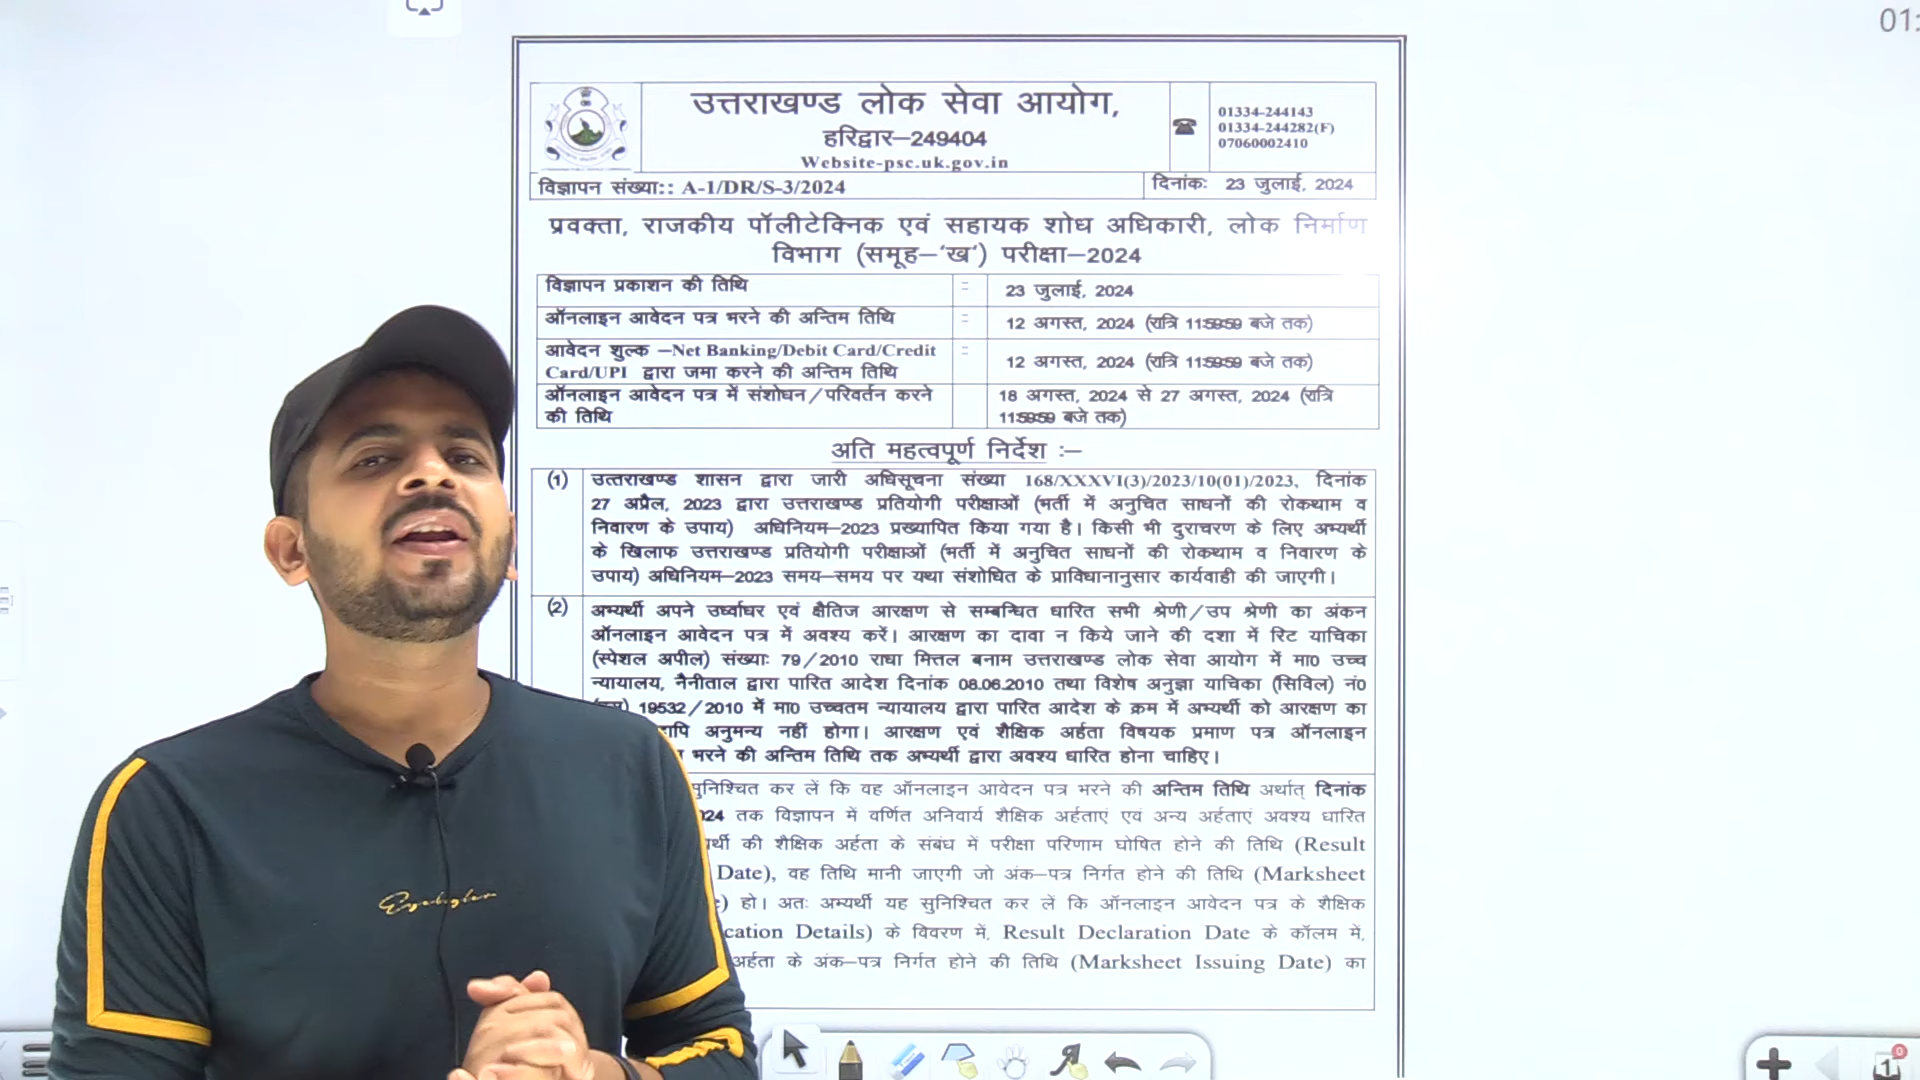 01:
उत्तराखण्ड लोक सेवा आयोग,
हरिद्वार–249404
Website-psc.uk.gov.in
01334-244143
01334-244282(F)
07060002410
विज्ञापन संख्या:: A-1/DR/S-3/2024
दिनांकः 23 जुलाई, 2024
प्रवक्ता, राजकीय पॉलीटेक्निक एवं सहायक शोध अधिकारी, लोक निर्माण
विभाग (समूह–‘ख’) परीक्षा–2024
विज्ञापन प्रकाशन की तिथि : 23 जुलाई, 2024
ऑनलाइन आवेदन पत्र भरने की अन्तिम तिथि : 12 अगस्त, 2024 (रात्रि 11:59:59 बजे तक)
आवेदन शुल्क –Net Banking/Debit Card/Credit
Card/UPI द्वारा जमा करने की अन्तिम तिथि
: 12 अगस्त, 2024 (रात्रि 11:59:59 बजे तक)
ऑनलाइन आवेदन पत्र में संशोधन/परिवर्तन करने
की तिथि
18 अगस्त, 2024 से 27 अगस्त, 2024 (रात्रि
11:59:59 बजे तक)
अति महत्वपूर्ण निर्देश :–
(1) उत्तराखण्ड शासन द्वारा जारी अधिसूचना संख्या 168/XXXVI(3)/2023/10(01)/2023, दिनांक
27 अप्रैल, 2023 द्वारा उत्तराखण्ड प्रतियोगी परीक्षाओं (भर्ती में अनुचित साधनों की रोकथाम व
निवारण के उपाय) अधिनियम–2023 प्रख्यापित किया गया है। किसी भी दुराचरण के लिए अभ्यर्थी
के खिलाफ उत्तराखण्ड प्रतियोगी परीक्षाओं (भर्ती में अनुचित साधनों की रोकथाम व निवारण के
उपाय) अधिनियम–2023 समय–समय पर यथा संशोधित के प्राविधानानुसार कार्यवाही की जाएगी।
(2) अभ्यर्थी अपने उर्ध्वाधर एवं क्षैतिज आरक्षण से सम्बन्धित धारित सभी श्रेणी/उप श्रेणी का अंकन
ऑनलाइन आवेदन पत्र में अवश्य करें। आरक्षण का दावा न किये जाने की दशा में रिट याचिका
(स्पेशल अपील) संख्याः 79/2010 राधा मित्तल बनाम उत्तराखण्ड लोक सेवा आयोग में मा0 उच्च
न्यायालय, नैनीताल द्वारा पारित आदेश दिनांक 08.06.2010 तथा विशेष अनुज्ञा याचिका (सिविल) नं0
19532/2010 में मा0 उच्चतम न्यायालय द्वारा पारित आदेश के क्रम में अभ्यर्थी को आरक्षण का
अनुमन्य नहीं होगा। आरक्षण एवं शैक्षिक अर्हता विषयक प्रमाण पत्र ऑनलाइन
भरने की अन्तिम तिथि तक अभ्यर्थी द्वारा अवश्य धारित होना चाहिए।
सुनिश्चित कर लें कि वह ऑनलाइन आवेदन पत्र भरने की अन्तिम तिथि अर्थात् दिनांक
24 तक विज्ञापन में वर्णित अनिवार्य शैक्षिक अर्हताएं एवं अन्य अर्हताएं अवश्य धारित
र्थी की शैक्षिक अर्हता के संबंध में परीक्षा परिणाम घोषित होने की तिथि (Result
Date), वह तिथि मानी जाएगी जो अंक–पत्र निर्गत होने की तिथि (Marksheet
) हो। अतः अभ्यर्थी यह सुनिश्चित कर लें कि ऑनलाइन आवेदन पत्र के शैक्षिक
cation Details) के विवरण में, Result Declaration Date के कॉलम में,
अर्हता के अंक–पत्र निर्गत होने की तिथि (Marksheet Issuing Date) का
1
0